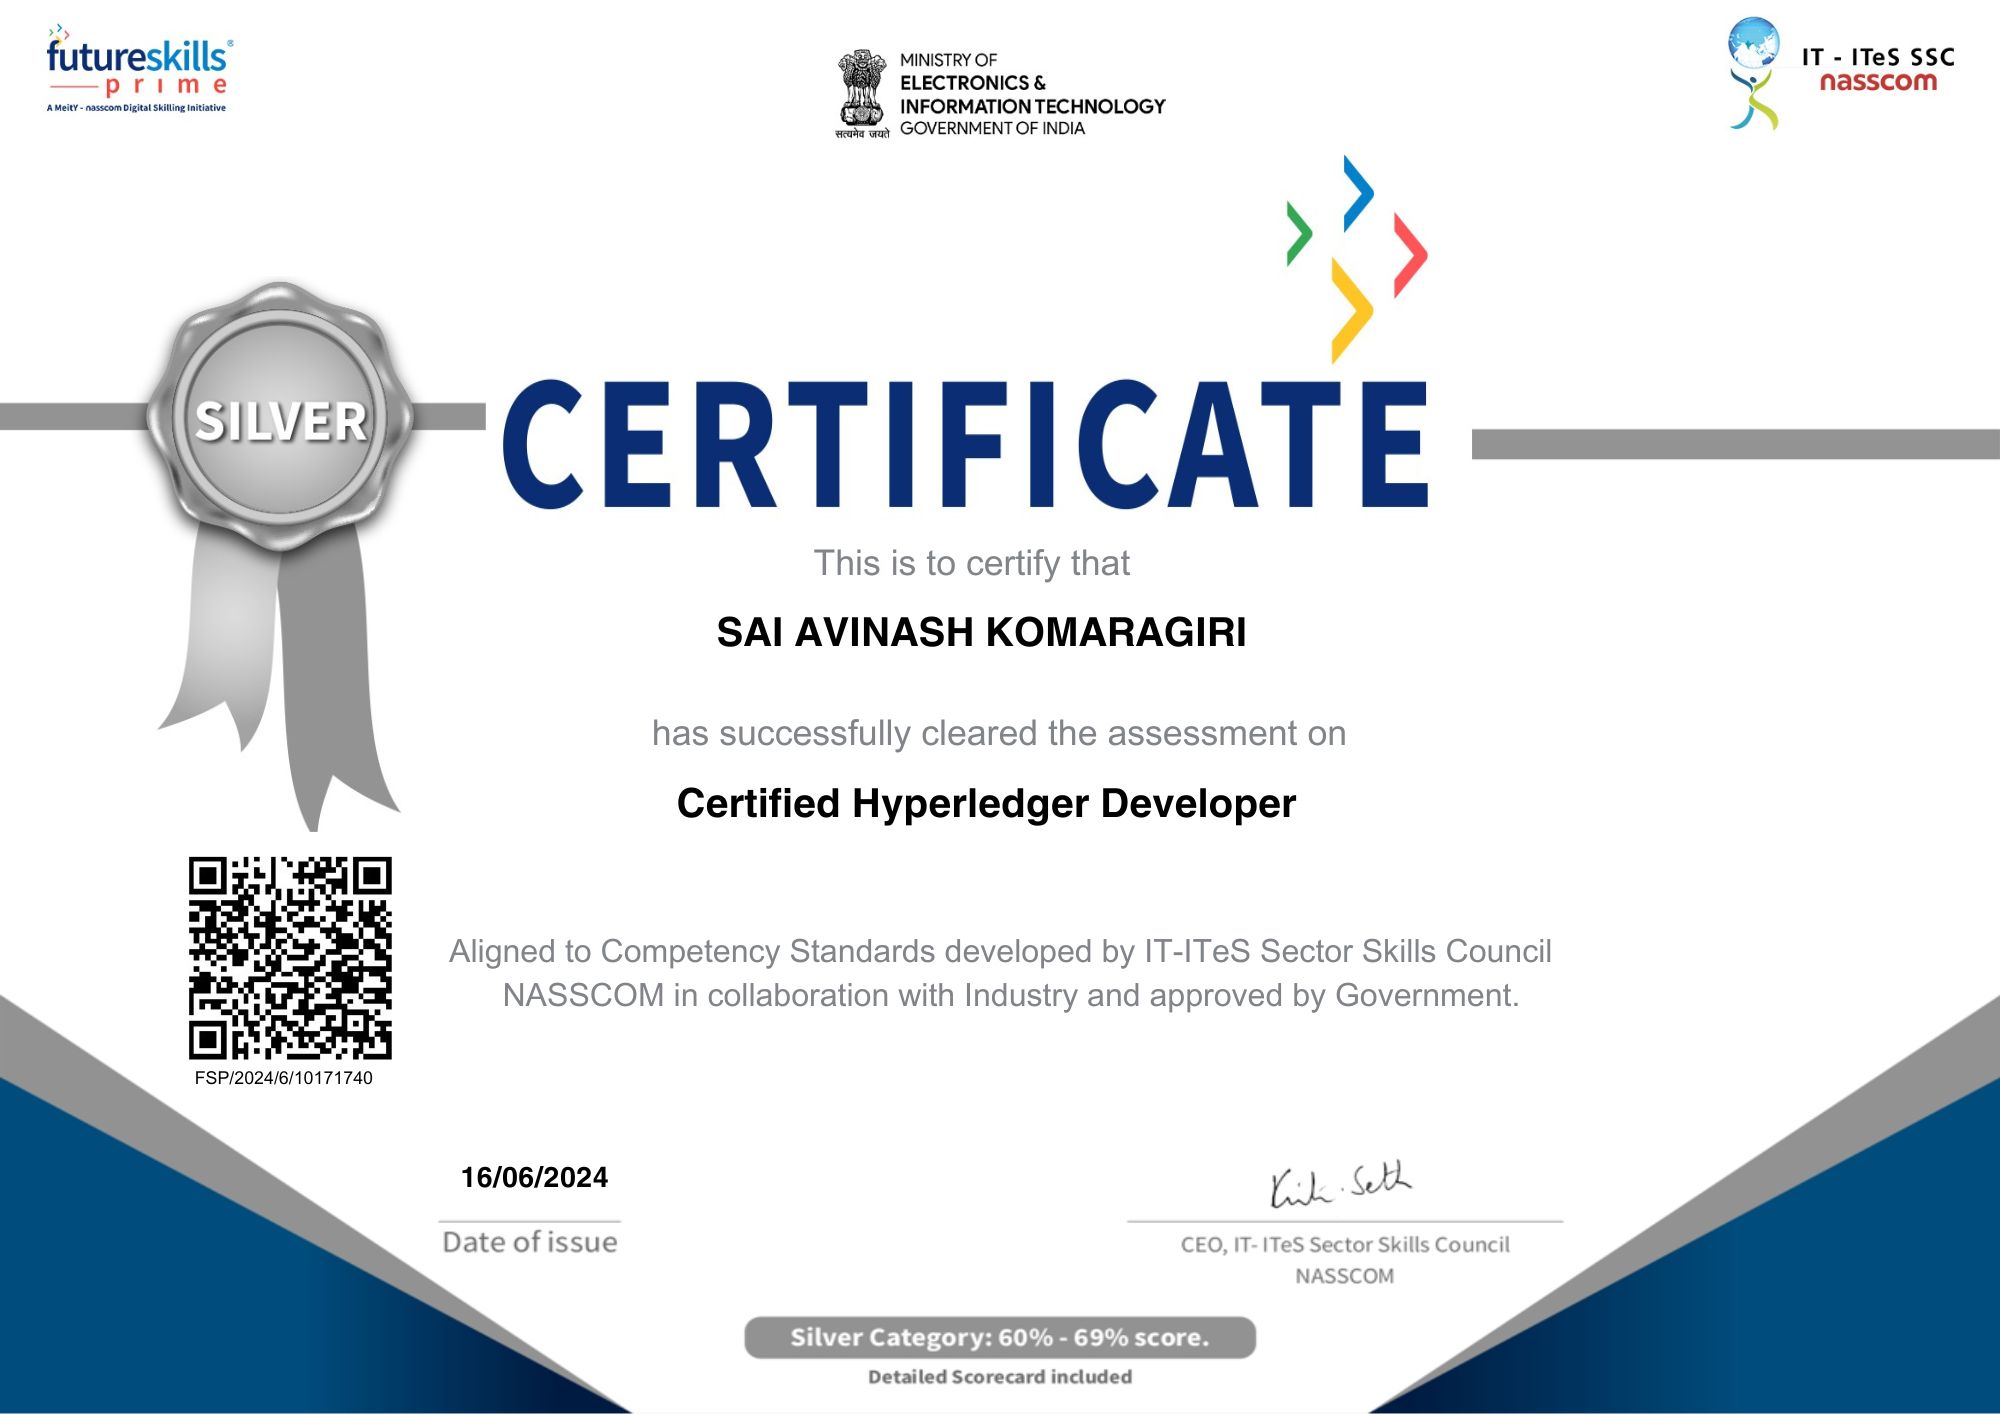 futureskills®
prime
A MeitY - nasscom Digital Skilling Initiative
सत्यमेव जयते
MINISTRY OF
ELECTRONICS &
INFORMATION TECHNOLOGY
GOVERNMENT OF INDIA
IT - ITeS SSC
nasscom
SILVER
CERTIFICATE
This is to certify that
SAI AVINASH KOMARAGIRI
has successfully cleared the assessment on
Certified Hyperledger Developer
Aligned to Competency Standards developed by IT-ITeS Sector Skills Council
NASSCOM in collaboration with Industry and approved by Government.
FSP/2024/6/10171740
16/06/2024
Date of issue
CEO, IT- ITeS Sector Skills Council
NASSCOM
Silver Category: 60% - 69% score.
Detailed Scorecard included